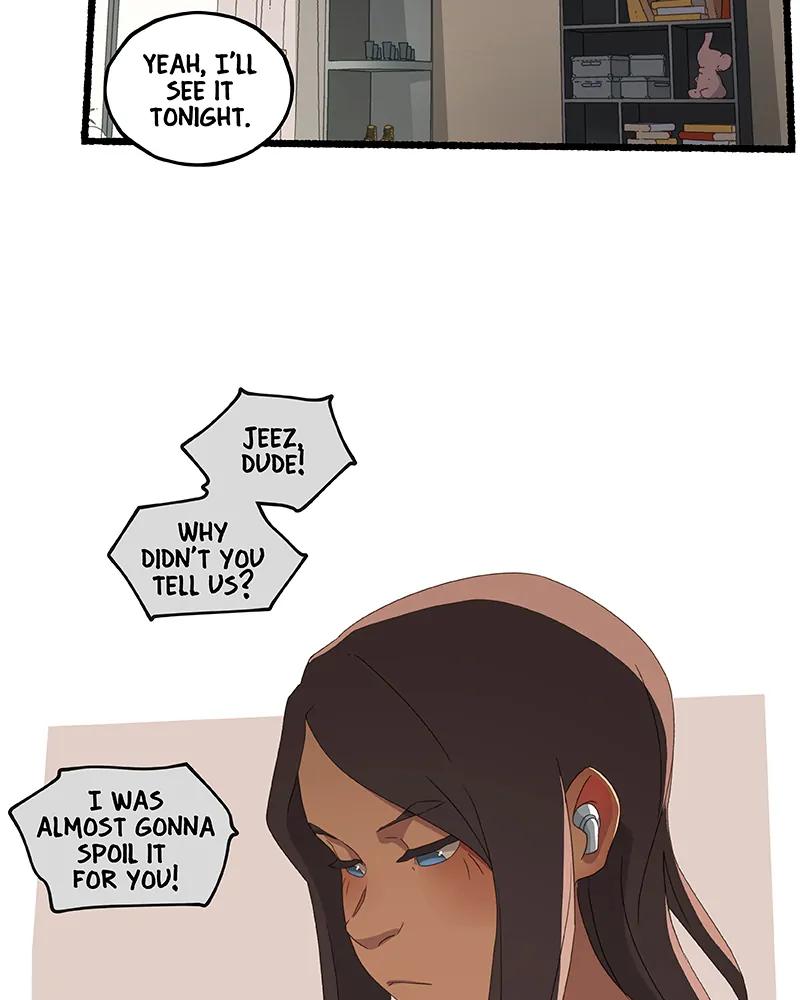 YEAH, I'LL
SEE IT
TONIGHT.
JEEZ,
DUDE!
WHY
DIDN'T YOU
TELL US?
I WAS
ALMOST GONNA
SPOIL IT
FOR YOU!